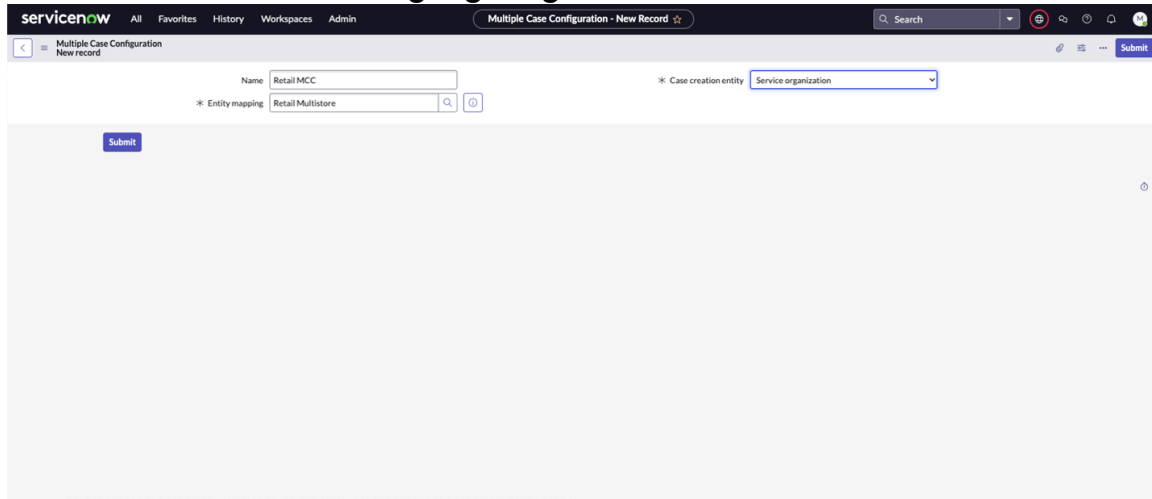 servicenow All Favorites History Workspaces Admin Multiple Case Configuration - New Record Search M
Multiple Case Configuration
New record
Submit
Name Retail MCC
* Case creation entity Service organization
* Entity mapping Retail Multistore
Submit